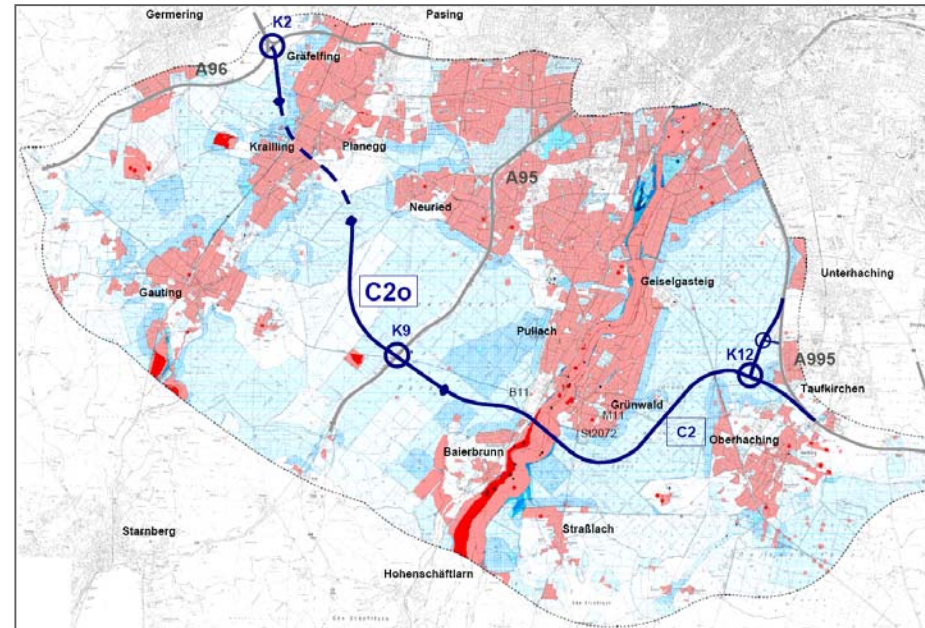 Germering
K2
Pasing
Gräfelfing
A96
Krailling
Planegg
A95
Neuried
Unterhaching
Geiselgasteig
C2o
Gauting
K9
Pullach
K12
A995
Taufkirchen
B11
Grünwald
M11
St2072
C2
Oberhaching
Baierbrunn
Starnberg
Straßlach
Hohenschäftlarn